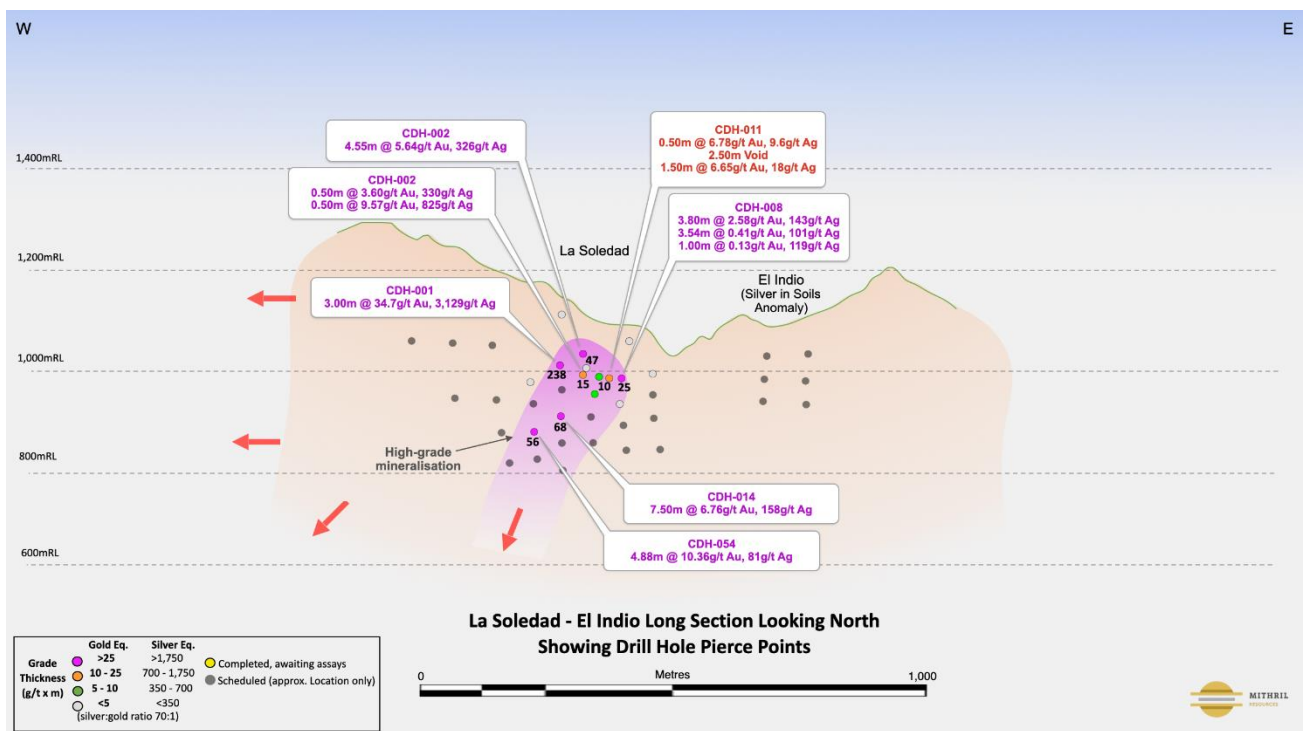 W
E
CDH-002
4.55m @ 5.64g/t Au, 326g/t Ag
CDH-011
0.50m @ 6.78g/t Au, 9.6g/t Ag
2.50m Void
1.50m @ 6.65g/t Au, 18g/t Ag
1,400mRL
CDH-002
0.50m @ 3.60g/t Au, 330g/t Ag
0.50m @ 9.57g/t Au, 825g/t Ag
CDH-008
3.80m @ 2.58g/t Au, 143g/t Ag
3.54m @ 0.41g/t Au, 101g/t Ag
1.00m @ 0.13g/t Au, 119g/t Ag
La Soledad
1,200mRL
El Indio
(Silver in Soils
Anomaly)
CDH-001
3.00m @ 34.7g/t Au, 3,129g/t Ag
1,000mRL
47
238
15
10
25
68
56
High-grade
mineralisation
800mRL
CDH-014
7.50m @ 6.76g/t Au, 158g/t Ag
CDH-054
4.88m @ 10.36g/t Au, 81g/t Ag
600mRL
La Soledad - El Indio Long Section Looking North
Showing Drill Hole Pierce Points
Metres
0
1,000
Gold Eq. Silver Eq.
Grade
Thickness
(g/t x m)
>25 >1,750
10 - 25 700 - 1,750
5 - 10 350 - 700
<5 <350
(silver:gold ratio 70:1)
Completed, awaiting assays
Scheduled (approx. Location only)
MITHRIL
RESOURCES